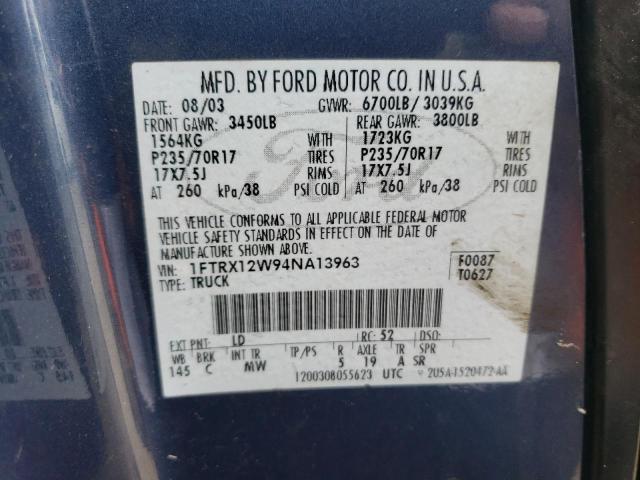 MFD. BY FORD MOTOR CO. IN U.S.A.
DATE: 08/03 GVWR: 6700LB/ 3039KG
FRONT GAWR: 3450LB REAR GAWR: 3800LB
1564KG WITH 1723KG WITH
P235/70R17 TIRES P235/70R17 TIRES
17X7.5J RIMS 17X7.5J RIMS
AT 260 kPa/38 PSI COLD AT 260 kPa/38 PSI COLD
Ford
THIS VEHICLE CONFORMS TO ALL APPLICABLE FEDERAL MOTOR
VEHICLE SAFETY STANDARDS IN EFFECT ON THE DATE OF
MANUFACTURE SHOWN ABOVE.
VIN: 1FTRX12W94NA13963 F0087
TYPE: TRUCK T0627
EXT PNT: LD RC: 52 DSO:
WB BRK INT TR TP/PS R AXLE TR SPR
145 C MW 5 19 A SR
1200308055623 UTC 2U5A-1520472-AA